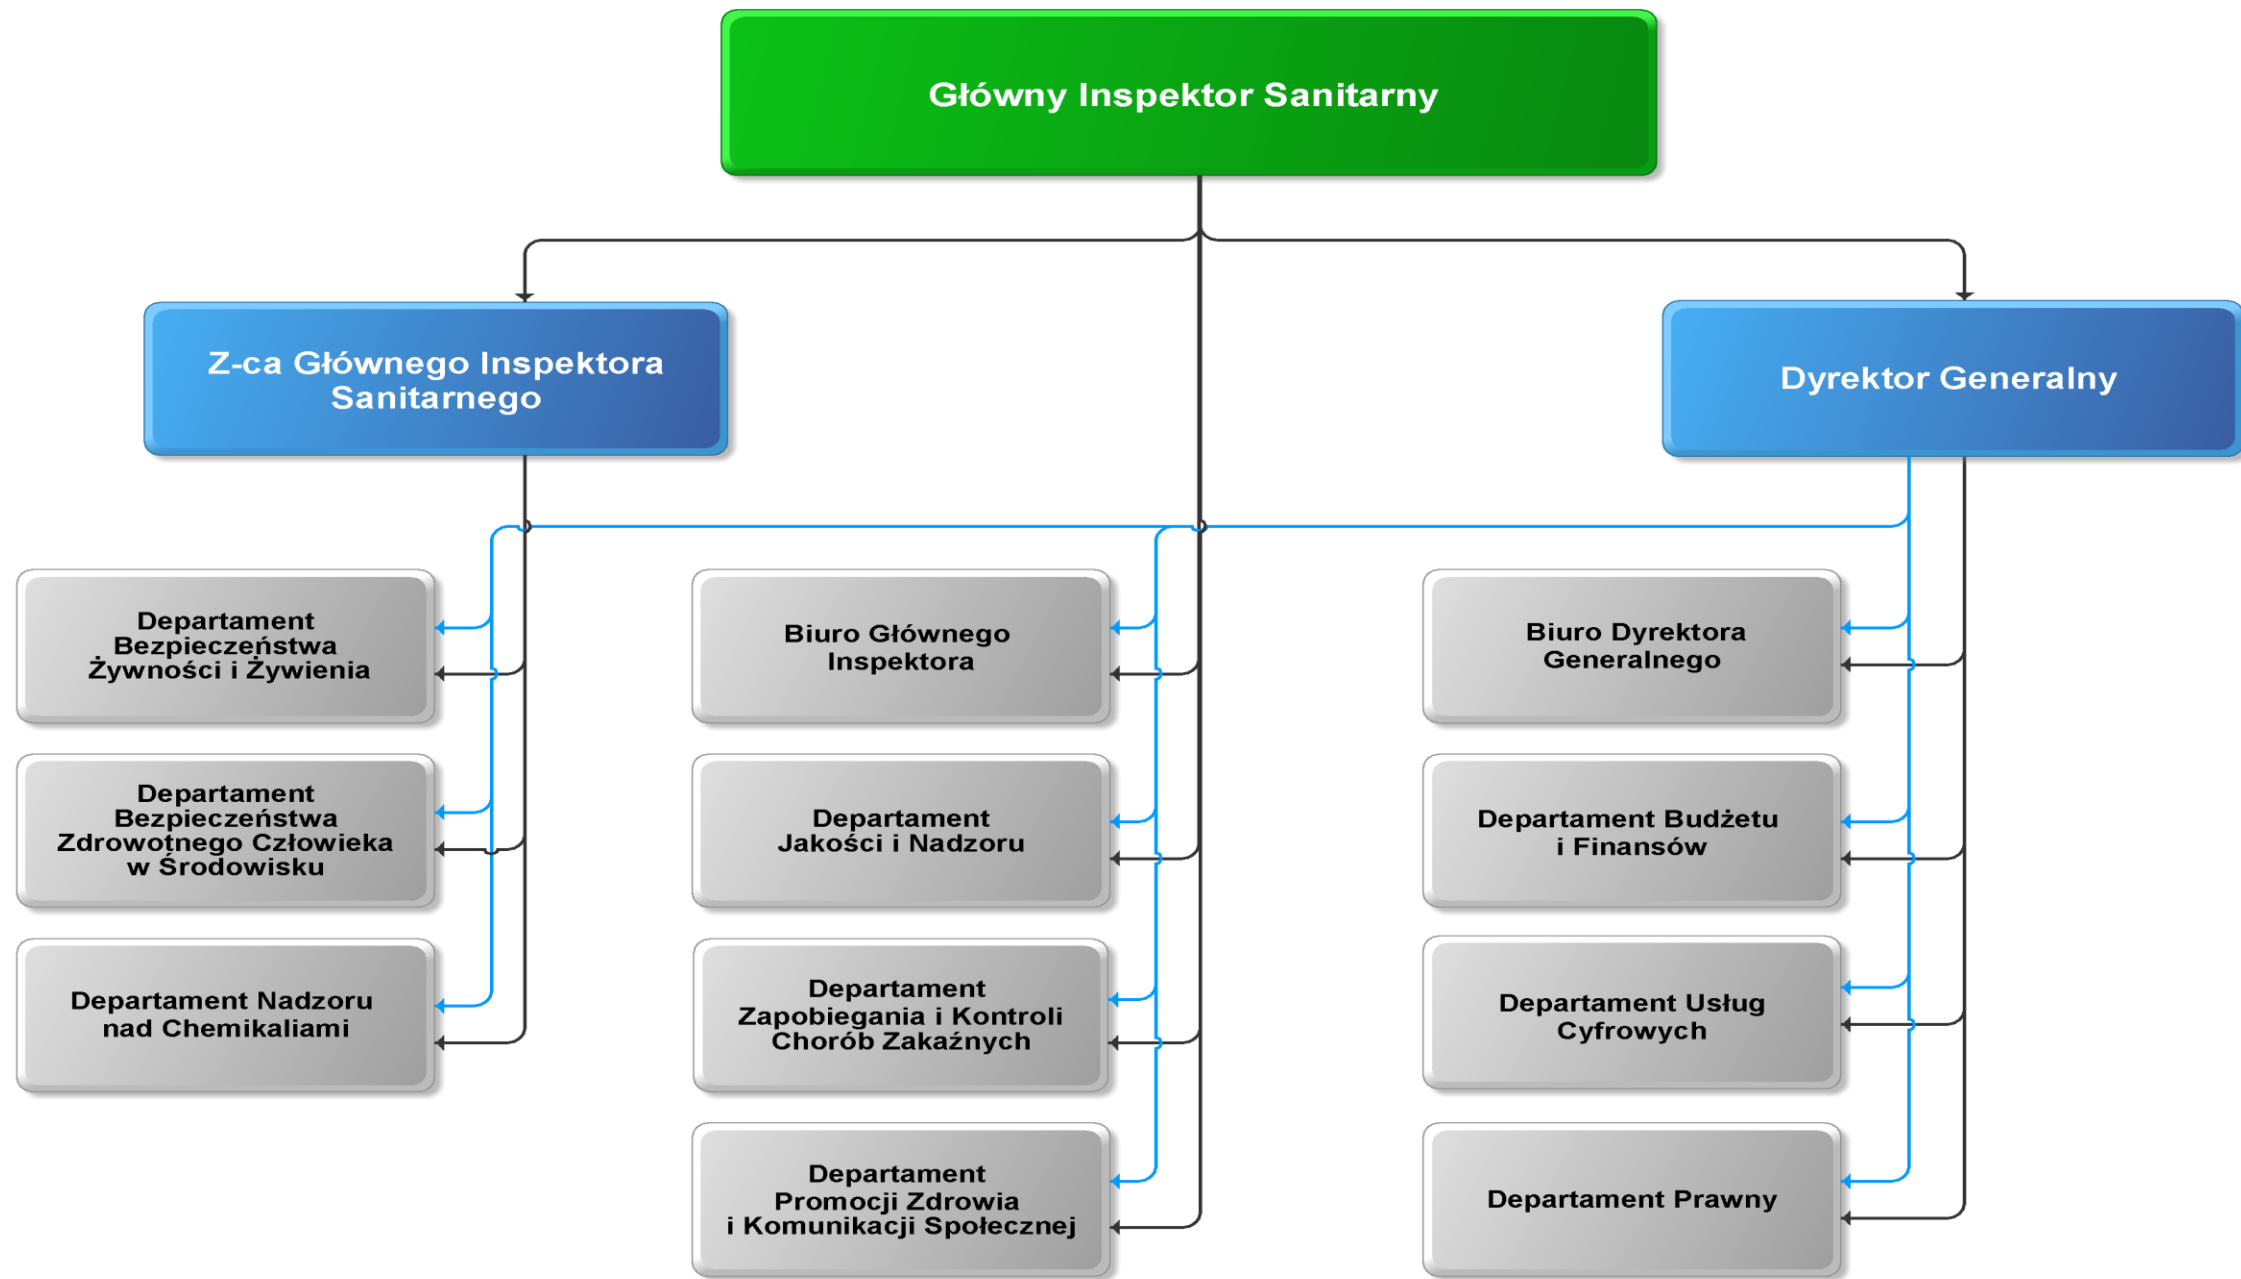 Główny Inspektor Sanitarny
Z-ca Głównego Inspektora
Sanitarnego
Dyrektor Generalny
Departament
Bezpieczeństwa
Żywności i Żywienia
Biuro Głównego
Inspektora
Biuro Dyrektora
Generalnego
Departament
Bezpieczeństwa
Zdrowotnego Człowieka
w Środowisku
Departament
Jakości i Nadzoru
Departament Budżetu
i Finansów
Departament Nadzoru
nad Chemikaliami
Departament
Zapobiegania i Kontroli
Chorób Zakaźnych
Departament Usług
Cyfrowych
Departament
Promocji Zdrowia
i Komunikacji Społecznej
Departament Prawny